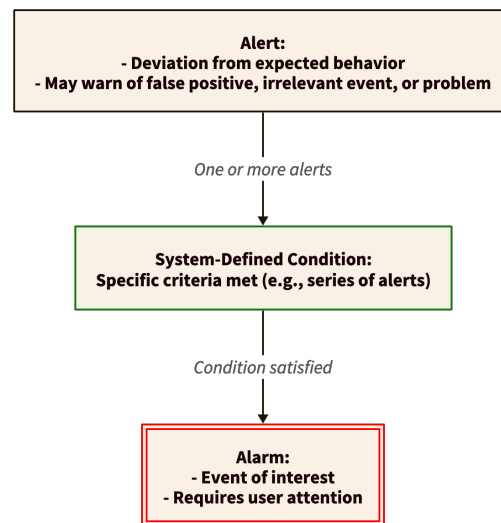 Alert:
- Deviation from expected behavior
- May warn of false positive, irrelevant event, or problem
One or more alerts
System-Defined Condition:
Specific criteria met (e.g., series of alerts)
Condition satisfied
Alarm:
- Event of interest
- Requires user attention